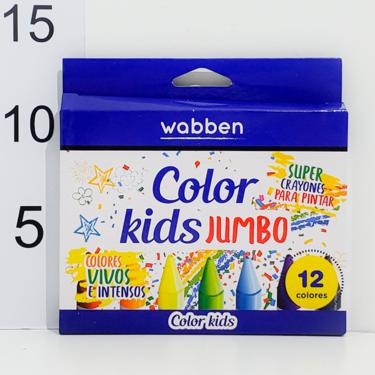 15
10
5
wabben
Color
kids JUMBO
SUPER
CRAYONES
PARA PINTAR
COLORES
VIVOS
E INTENSOS
12
colores
Color kids